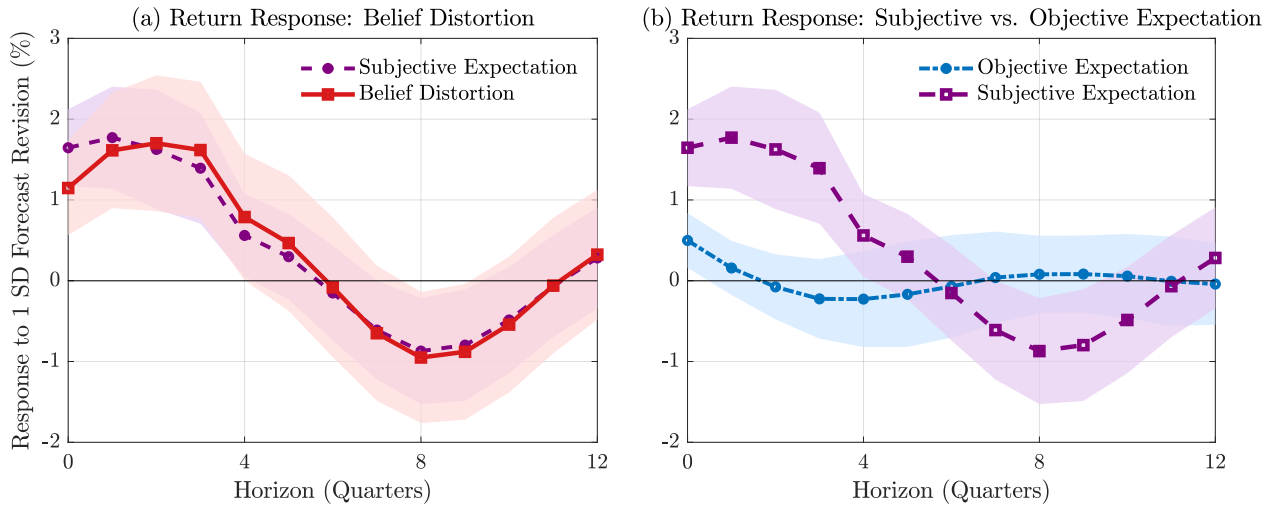 (a) Return Response: Belief Distortion
Response to 1 SD Forecast Revision (%)
3
2
1
0
-1
-2
Subjective Expectation
Belief Distortion
0
4
8
12
Horizon (Quarters)
(b) Return Response: Subjective vs. Objective Expectation
3
2
1
0
-1
-2
Objective Expectation
Subjective Expectation
0
4
8
12
Horizon (Quarters)